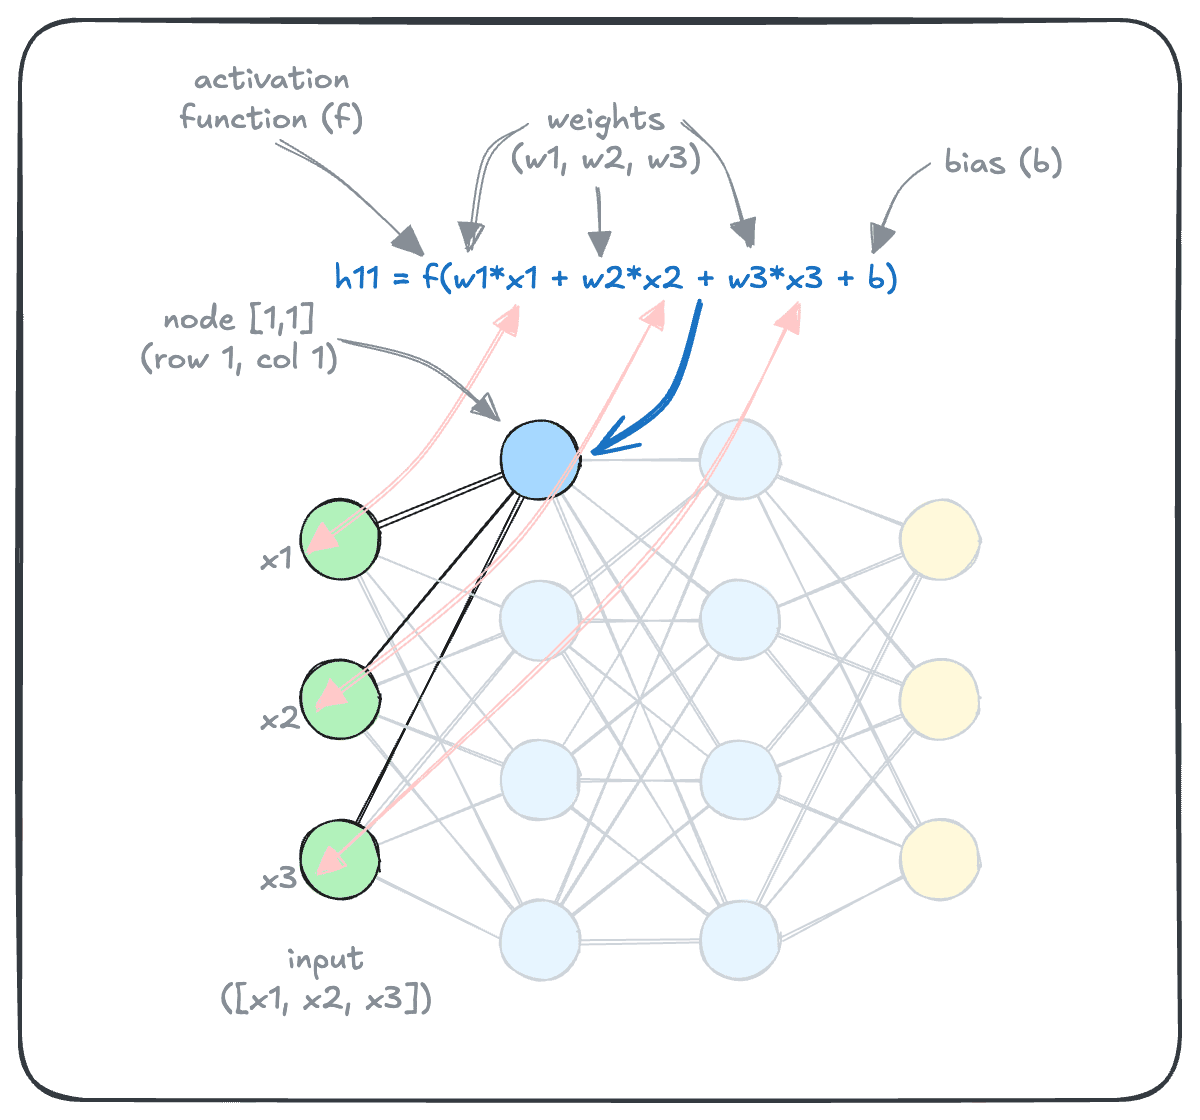 activation
function (f)
weights
(w1, w2, w3)
bias (b)
h11 = f(w1*x1 + w2*x2 + w3*x3 + b)
node [1,1]
(row 1, col 1)
x1
x2
x3
input
([x1, x2, x3])